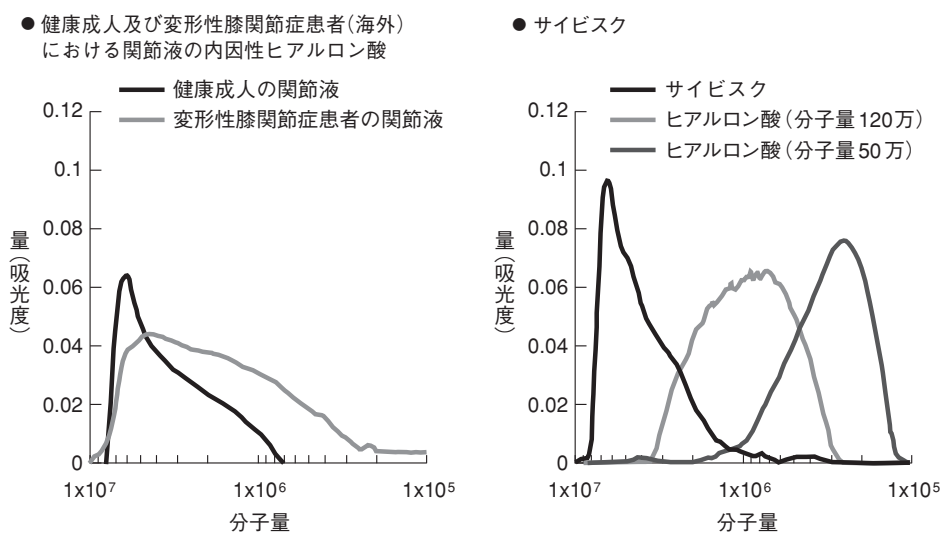 ● 健康成人及び変形性膝関節症患者(海外)
における関節液の内因性ヒアルロン酸
健康成人の関節液
変形性膝関節症患者の関節液
0.12
0.1
0.08
0.06
0.04
0.02
0
量(吸光度)
1x10⁷
1x10⁶
1x10⁵
分子量
● サイビスク
サイビスク
ヒアルロン酸(分子量120万)
ヒアルロン酸(分子量50万)
0.12
0.1
0.08
0.06
0.04
0.02
0
量(吸光度)
1x10⁷
1x10⁶
1x10⁵
分子量